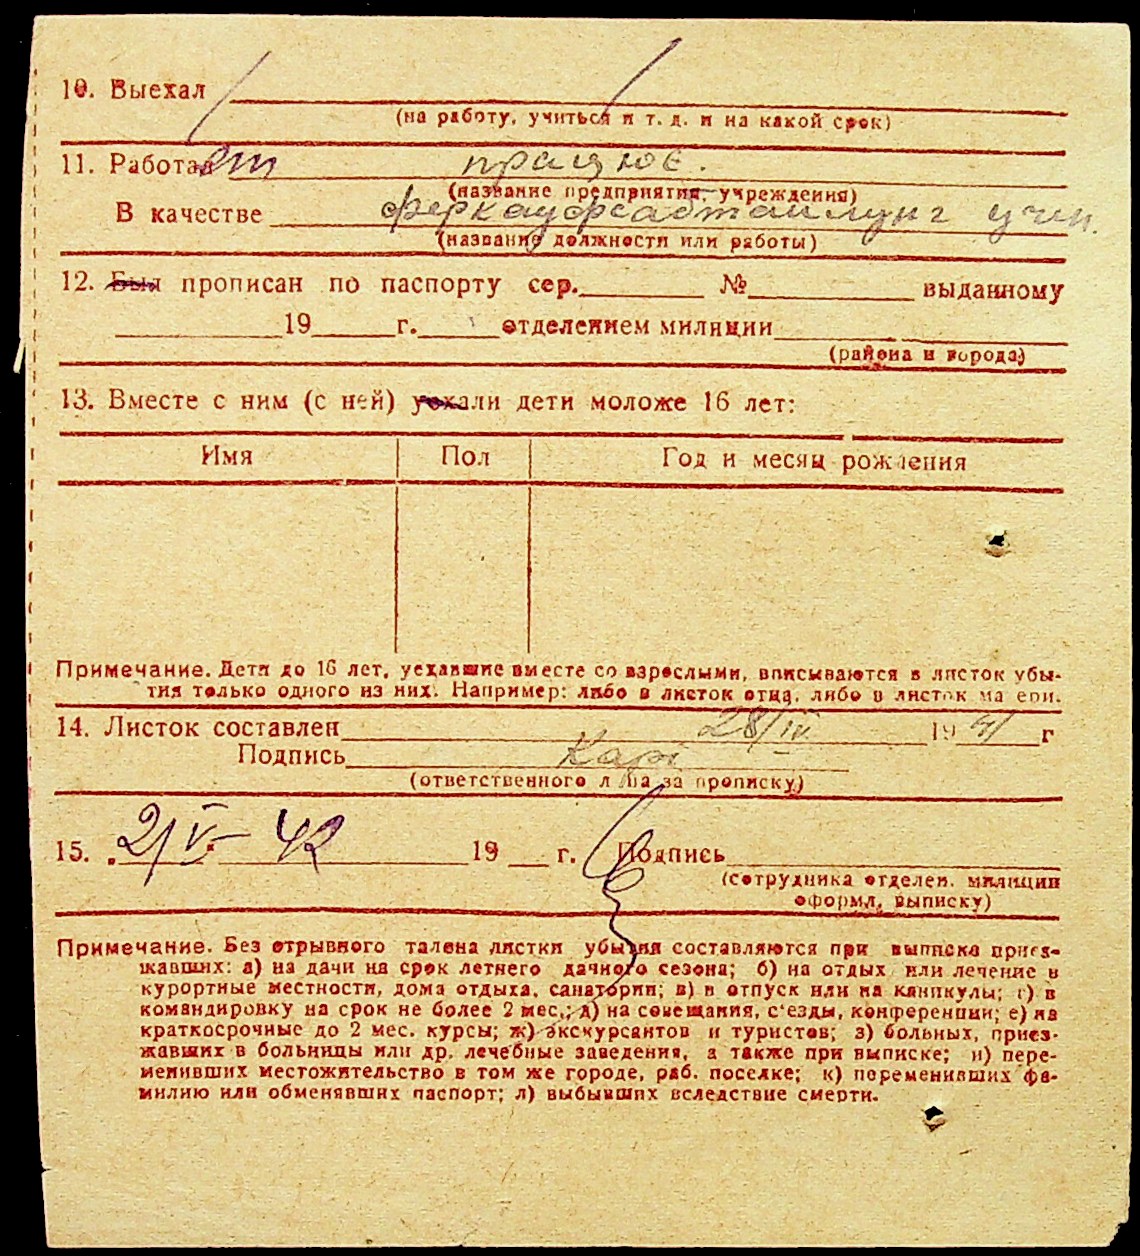 10. Выехал
(на работу, учиться и т. д. и на какой срок)
11. Работает працює.
(название предприятия, учреждения)
В качестве феркауфсабтайлунг учен.
(название должности или работы)
12. Был прописан по паспорту сер. № выданному
19 г. отделением милиции
(района и города)
13. Вместе с ним (с ней) уехали дети моложе 16 лет:
Имя Пол Год и месяц рождения
Примечание. Дети до 16 лет, уехавшие вместе со взрослыми, вписываются в листок убы-
тия только одного из них. Например: либо в листок отца, либо в листок матери.
14. Листок составлен 28/IV 19 г
Подпись
(ответственного лица за прописку)
15. 2/V 42 19 г. Подпись
(сотрудника отделен. милиции
оформл. выписку)
Примечание. Без отрывного талона листки убытия составляются при выписке приез-
жавших: а) на дачи на срок летнего дачного сезона; б) на отдых или лечение в
курортные местности, дома отдыха, санатории; в) в отпуск или на каникулы; г) в
командировку на срок не более 2 мес.; д) на совещания, с'езды, конференции; е) на
краткосрочные до 2 мес. курсы; ж) экскурсантов и туристов; з) больных, приез-
жавших в больницы или др. лечебные заведения, а также при выписке; и) пере-
менивших местожительство в том же городе, раб. поселке; к) переменивших фа-
милию или обменявших паспорт; л) выбывших вследствие смерти.